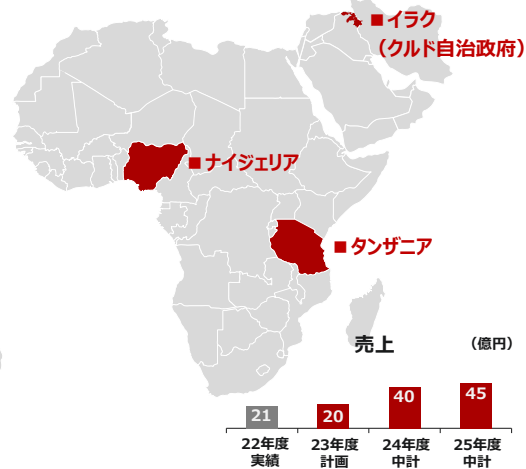 ■ イラク
（クルド自治政府）
■ ナイジェリア
■ タンザニア
売上 （億円）
21 20 40 45
22年度 23年度 24年度 25年度
実績 計画 中計 中計